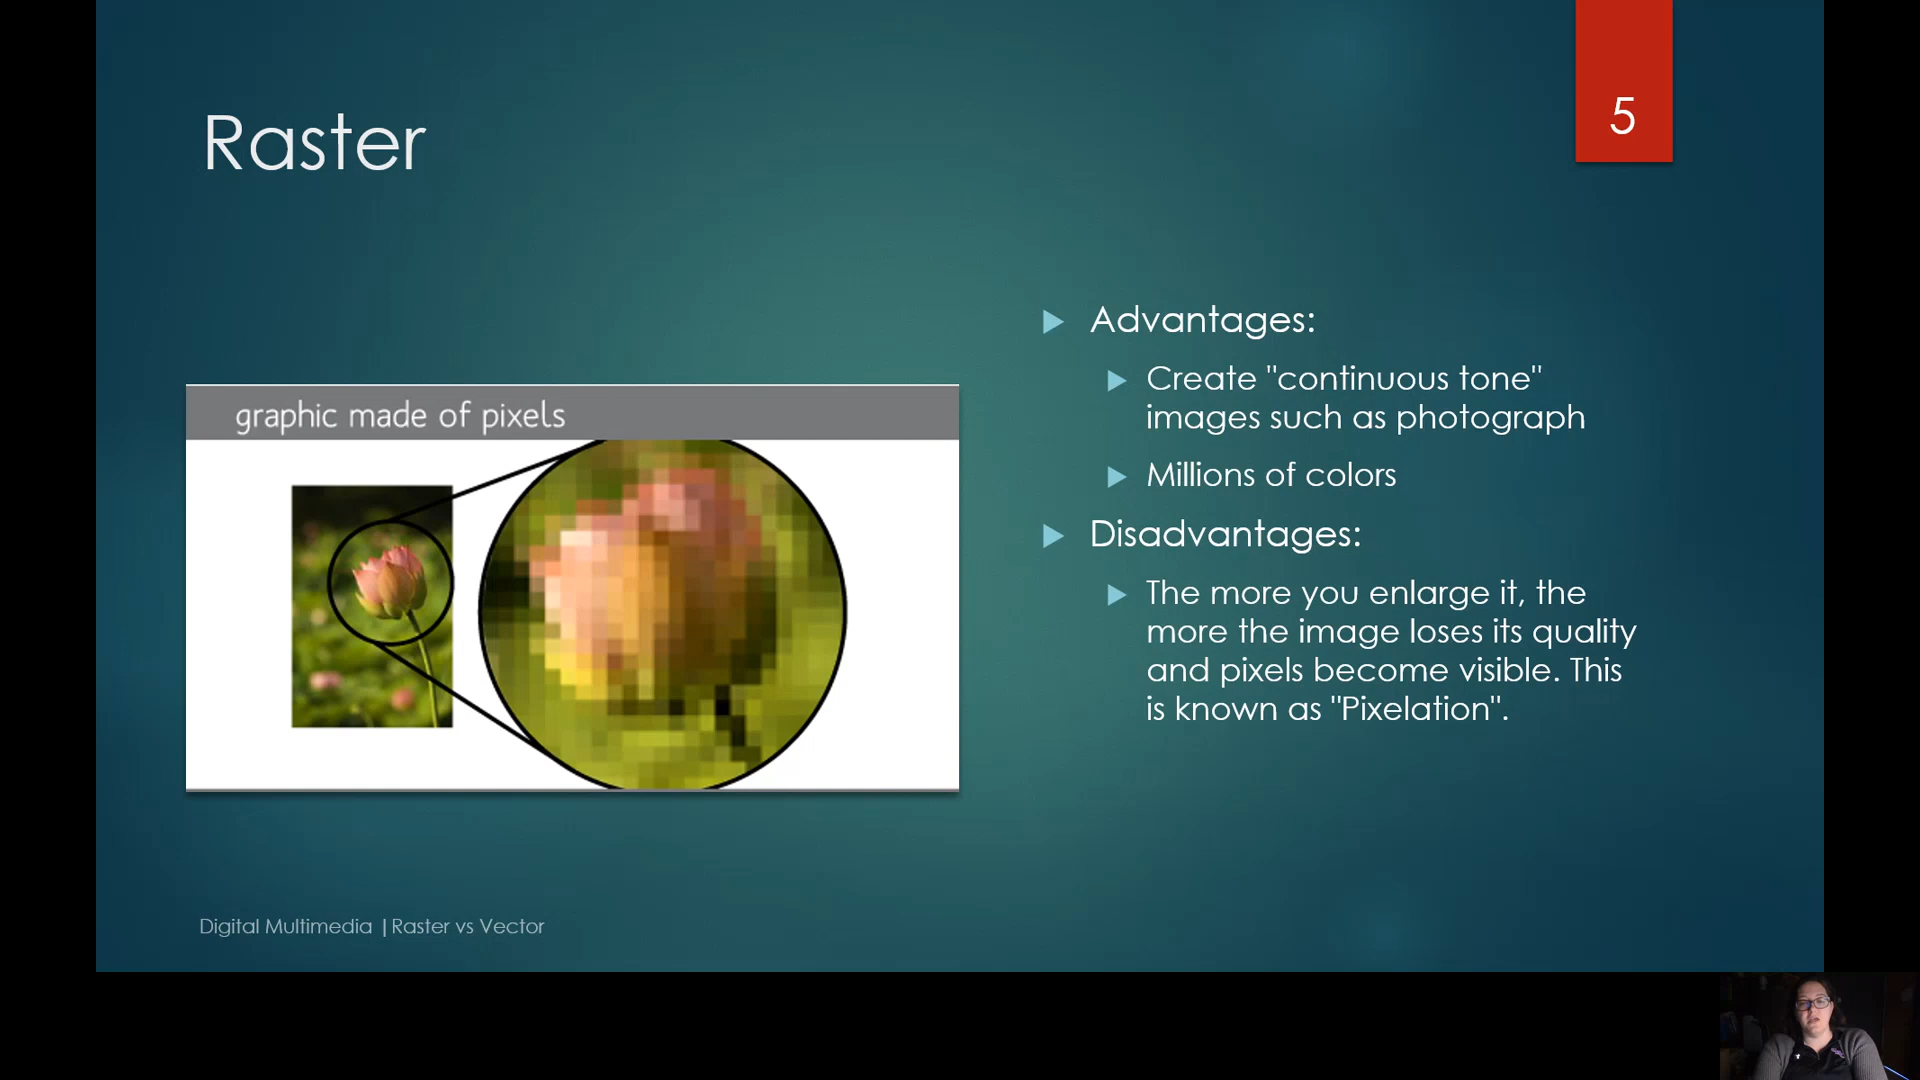 Raster
5
graphic made of pixels
Advantages:
Create "continuous tone"
images such as photograph
Millions of colors
Disadvantages:
The more you enlarge it, the
more the image loses its quality
and pixels become visible. This
is known as "Pixelation".
Digital Multimedia |Raster vs Vector